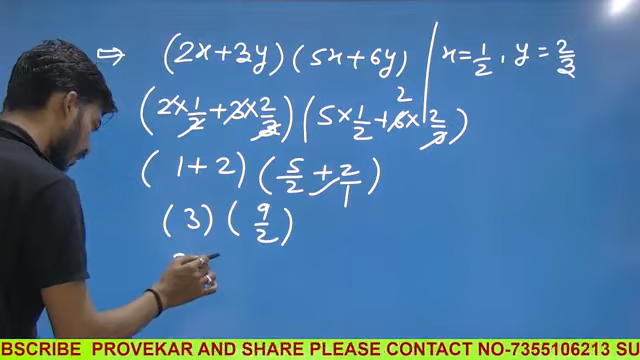 ⇒ (2x+3y)(5x+6y) | x=1/2, y=2/3
(2×1/2+3×2/3)(5×1/2+6×2/3) 2
(1+2)(5/2+2/1)
(3)(9/2)
BSCRIBE PROVEKAR AND SHARE PLEASE CONTACT NO-7355106213 SU